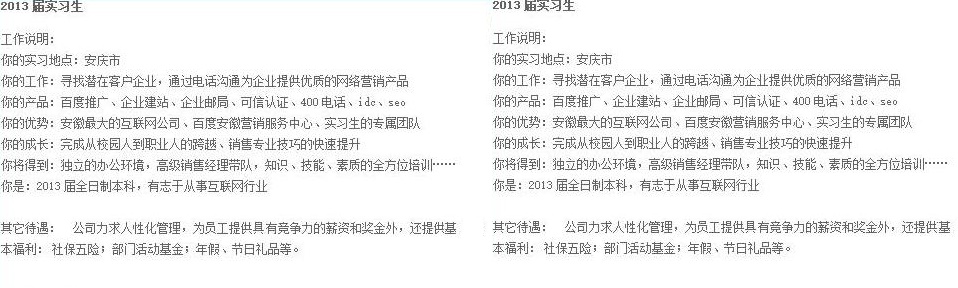 2013届实习生
工作说明：
你的实习地点：安庆市
你的工作：寻找潜在客户企业，通过电话沟通为企业提供优质的网络营销产品
你的产品：百度推广、企业建站、企业邮局、可信认证、400电话、idc、seo
你的优势：安徽最大的互联网公司、百度安徽营销服务中心、实习生的专属团队
你的成长：完成从校园人到职业人的跨越、销售专业技巧的快速提升
你将得到：独立的办公环境，高级销售经理带队，知识、技能、素质的全方位培训……
你是：2013届全日制本科，有志于从事互联网行业
其它待遇：　公司力求人性化管理，为员工提供具有竞争力的薪资和奖金外，还提供基
本福利：社保五险；部门活动基金；年假、节日礼品等。
2013届实习生
工作说明：
你的实习地点：安庆市
你的工作：寻找潜在客户企业，通过电话沟通为企业提供优质的网络营销产品
你的产品：百度推广、企业建站、企业邮局、可信认证、400电话、idc、seo
你的优势：安徽最大的互联网公司、百度安徽营销服务中心、实习生的专属团队
你的成长：完成从校园人到职业人的跨越、销售专业技巧的快速提升
你将得到：独立的办公环境，高级销售经理带队，知识、技能、素质的全方位培训……
你是：2013届全日制本科，有志于从事互联网行业
其它待遇：　公司力求人性化管理，为员工提供具有竞争力的薪资和奖金外，还提供基
本福利：社保五险；部门活动基金；年假、节日礼品等。